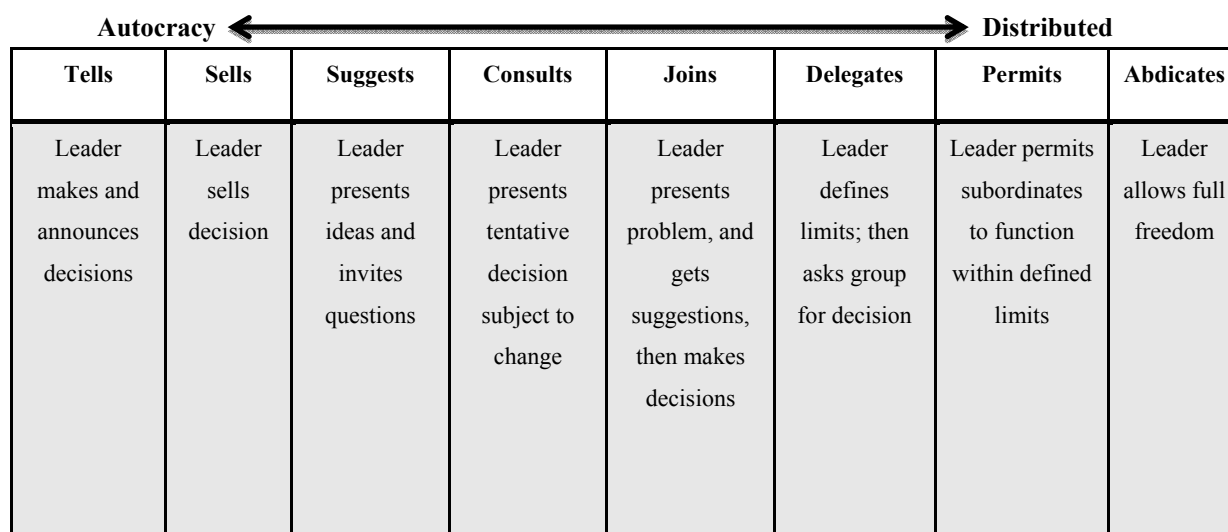 Autocracy Distributed
Tells Sells Suggests Consults Joins Delegates Permits Abdicates
Leader
makes and
announces
decisions
Leader
sells
decision
Leader
presents
ideas and
invites
questions
Leader
presents
tentative
decision
subject to
change
Leader
presents
problem, and
gets
suggestions,
then makes
decisions
Leader
defines
limits; then
asks group
for decision
Leader permits
subordinates
to function
within defined
limits
Leader
allows full
freedom